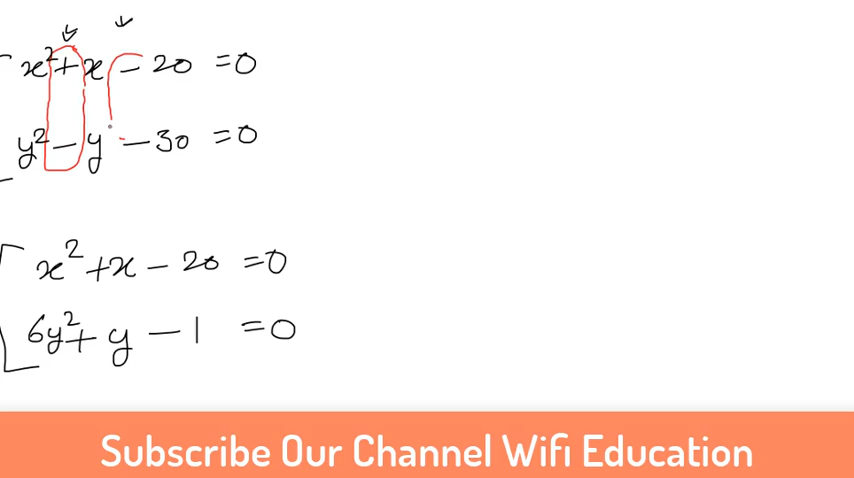 x² + x - 20 = 0
y² - y - 30 = 0
x² + x - 20 = 0
6y² + y - 1 = 0
Subscribe Our Channel Wifi Education